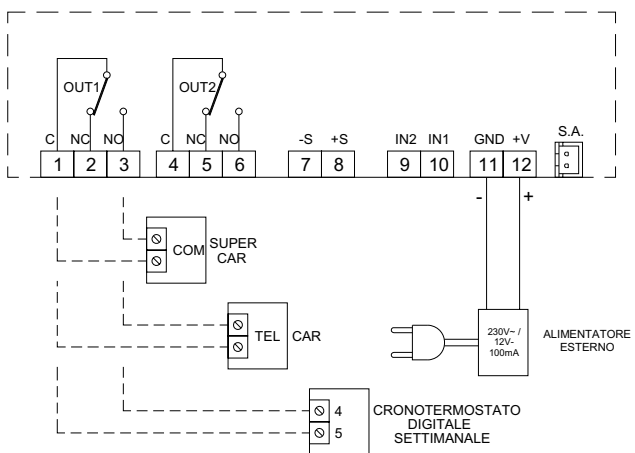 OUT1 OUT2
C NC NO C NC NO -S +S IN2 IN1 GND +V S.A.
1 2 3 4 5 6 7 8 9 10 11 12
- +
COM
SUPER
CAR
TEL CAR
230V~ /
12V-
100mA
ALIMENTATORE
ESTERNO
4
5
CRONOTERMOSTATO
DIGITALE
SETTIMANALE